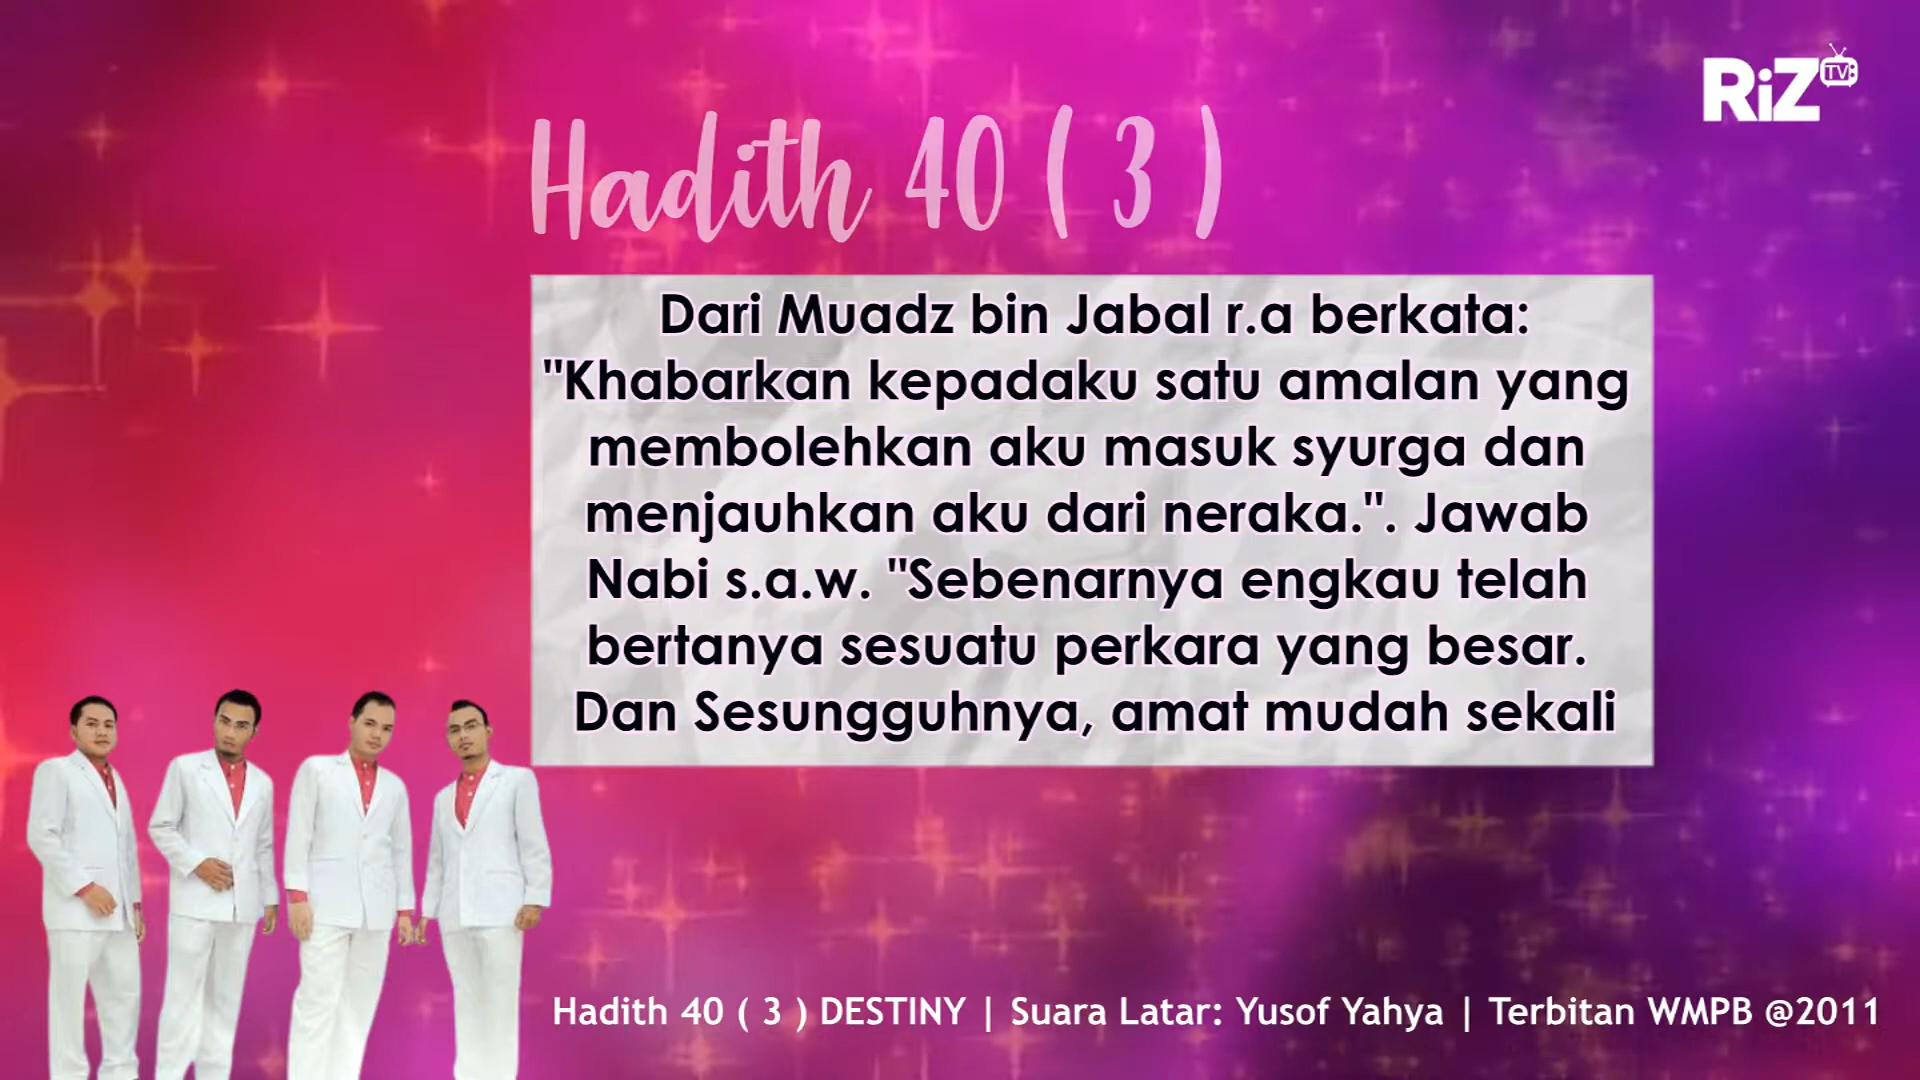 RiZ TV
Hadith 40 ( 3 )
Dari Muadz bin Jabal r.a berkata:
"Khabarkan kepadaku satu amalan yang
membolehkan aku masuk syurga dan
menjauhkan aku dari neraka.". Jawab
Nabi s.a.w. "Sebenarnya engkau telah
bertanya sesuatu perkara yang besar.
Dan Sesungguhnya, amat mudah sekali
Hadith 40 ( 3 ) DESTINY | Suara Latar: Yusof Yahya | Terbitan WMPB @2011